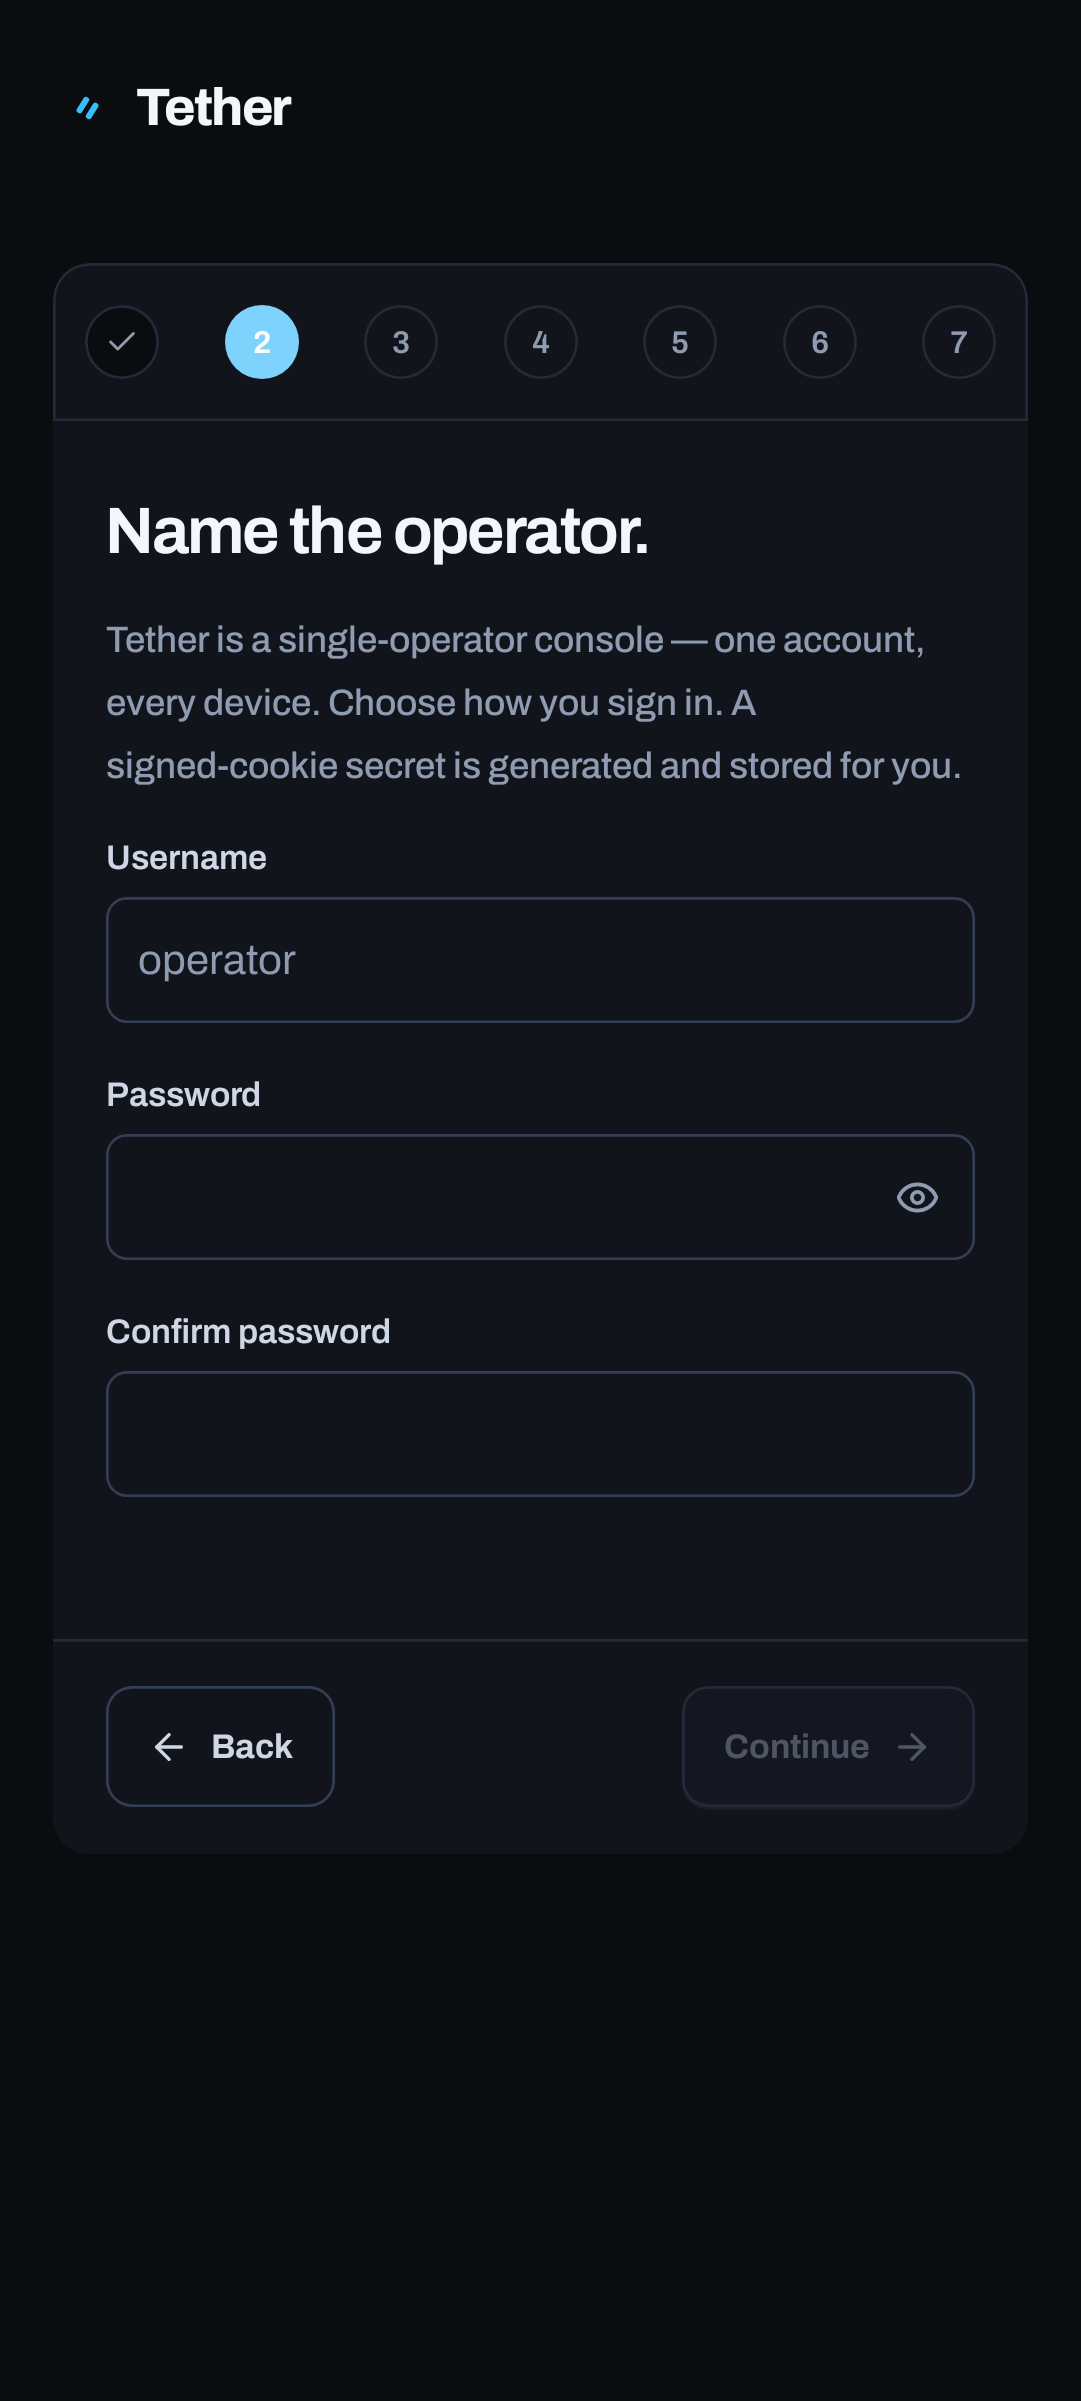 Tether
2 3 4 5 6 7
Name the operator.
Tether is a single-operator console — one account,
every device. Choose how you sign in. A
signed-cookie secret is generated and stored for you.
Username
operator
Password
Confirm password
Back
Continue